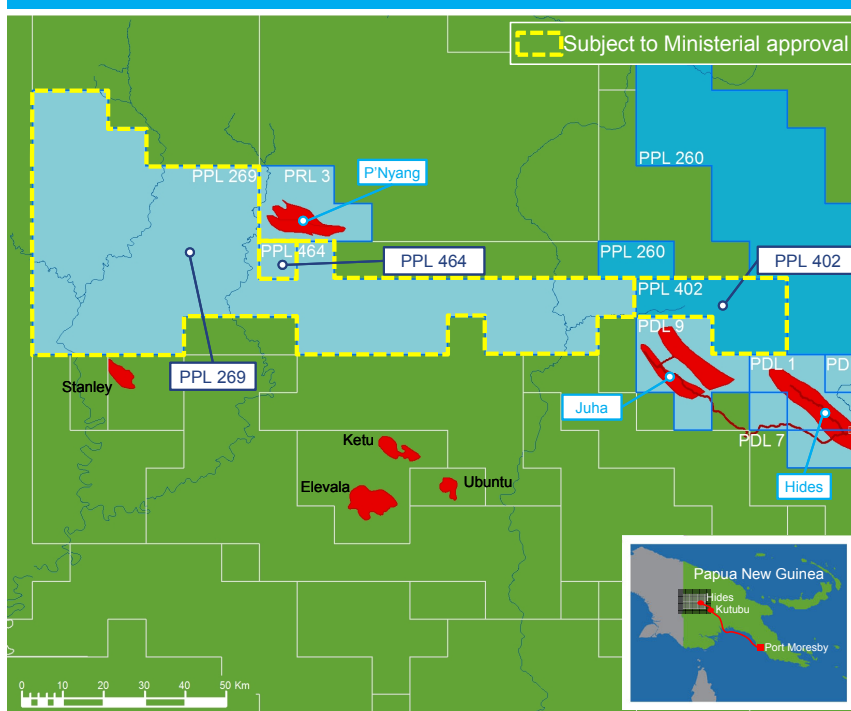 Subject to Ministerial approval
PPL 260
PPL 269
PRL 3
P'Nyang
PPL 464
PPL 464
PPL 260
PPL 402
PPL 402
PDL 9
PDL 1
PD
PPL 269
Stanley
Juha
Ketu
PDL 7
Elevala
Ubuntu
Hides
Papua New Guinea
Hides
Kutubu
Port Moresby
0 10 20 30 40 50 Km